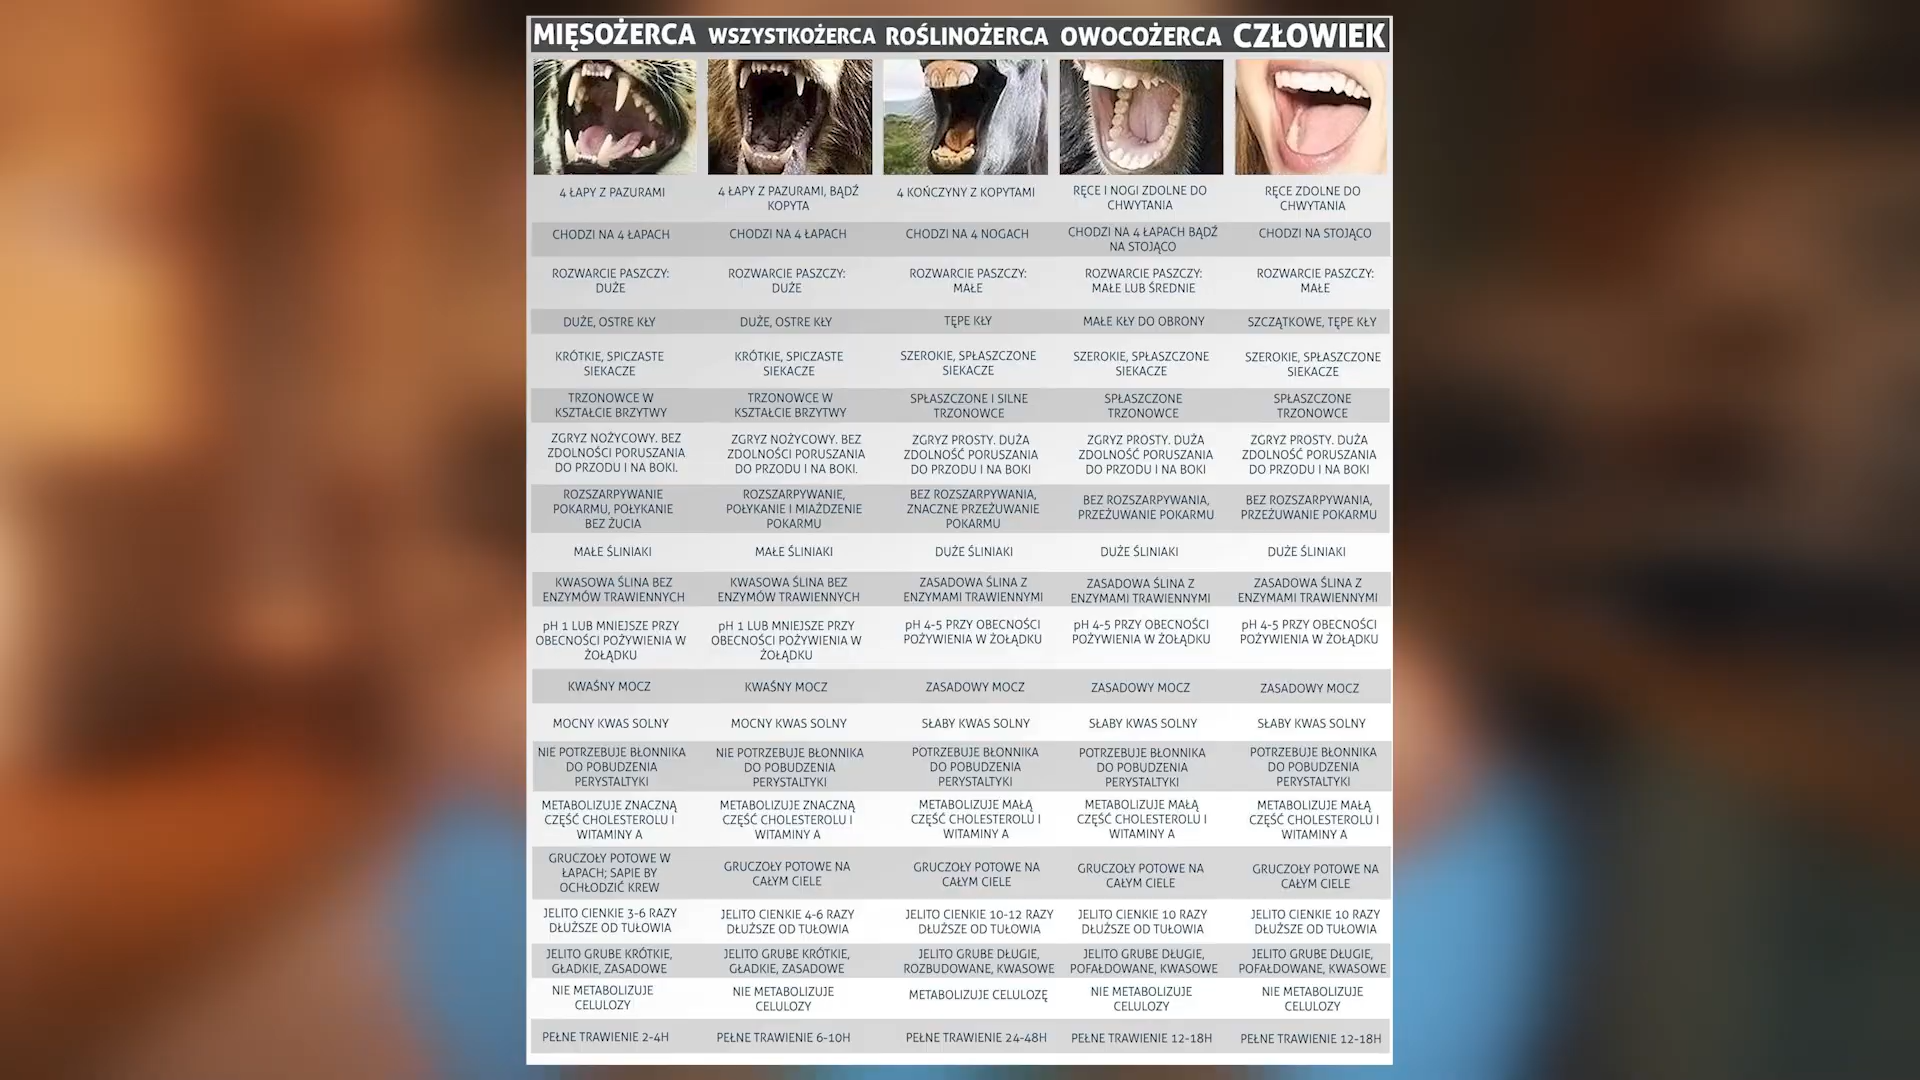 MIĘSOŻERCA WSZYSTKOŻERCA ROŚLINOŻERCA OWOCOŻERCA CZŁOWIEK
4 ŁAPY Z PAZURAMI
4 ŁAPY Z PAZURAMI, BĄDŹ
KOPYTA
4 KOŃCZYNY Z KOPYTAMI
RĘCE I NOGI ZDOLNE DO
CHWYTANIA
RĘCE ZDOLNE DO
CHWYTANIA
CHODZI NA 4 ŁAPACH
CHODZI NA 4 ŁAPACH
CHODZI NA 4 NOGACH
CHODZI NA 4 ŁAPACH BĄDŹ
NA STOJĄCO
CHODZI NA STOJĄCO
ROZWARCIE PASZCZY:
DUŻE
ROZWARCIE PASZCZY:
DUŻE
ROZWARCIE PASZCZY:
MAŁE
ROZWARCIE PASZCZY:
MAŁE LUB ŚREDNIE
ROZWARCIE PASZCZY:
MAŁE
DUŻE, OSTRE KŁY
DUŻE, OSTRE KŁY
TĘPE KŁY
MAŁE KŁY DO OBRONY
SZCZĄTKOWE, TĘPE KŁY
KRÓTKIE, SPICZASTE
SIEKACZE
KRÓTKIE, SPICZASTE
SIEKACZE
SZEROKIE, SPŁASZCZONE
SIEKACZE
SZEROKIE, SPŁASZCZONE
SIEKACZE
SZEROKIE, SPŁASZCZONE
SIEKACZE
TRZONOWCE W
KSZTAŁCIE BRZYTWY
TRZONOWCE W
KSZTAŁCIE BRZYTWY
SPŁASZCZONE I SILNE
TRZONOWCE
SPŁASZCZONE
TRZONOWCE
SPŁASZCZONE
TRZONOWCE
ZGRYZ NOŻYCOWY. BEZ
ZDOLNOŚCI PORUSZANIA
DO PRZODU I NA BOKI.
ZGRYZ NOŻYCOWY. BEZ
ZDOLNOŚCI PORUSZANIA
DO PRZODU I NA BOKI.
ZGRYZ PROSTY. DUŻA
ZDOLNOŚĆ PORUSZANIA
DO PRZODU I NA BOKI
ZGRYZ PROSTY. DUŻA
ZDOLNOŚĆ PORUSZANIA
DO PRZODU I NA BOKI
ZGRYZ PROSTY. DUŻA
ZDOLNOŚĆ PORUSZANIA
DO PRZODU I NA BOKI
ROZSZARPYWANIE
POKARMU, POŁYKANIE
BEZ ŻUCIA
ROZSZARPYWANIE,
POŁYKANIE I MIAŻDZENIE
POKARMU
BEZ ROZSZARPYWANIA,
ZNACZNE PRZEŻUWANIE
POKARMU
BEZ ROZSZARPYWANIA,
PRZEŻUWANIE POKARMU
BEZ ROZSZARPYWANIA,
PRZEŻUWANIE POKARMU
MAŁE ŚLINIAKI
MAŁE ŚLINIAKI
DUŻE ŚLINIAKI
DUŻE ŚLINIAKI
DUŻE ŚLINIAKI
KWASOWA ŚLINA BEZ
ENZYMÓW TRAWIENNYCH
KWASOWA ŚLINA BEZ
ENZYMÓW TRAWIENNYCH
ZASADOWA ŚLINA Z
ENZYMAMI TRAWIENNYMI
ZASADOWA ŚLINA Z
ENZYMAMI TRAWIENNYMI
ZASADOWA ŚLINA Z
ENZYMAMI TRAWIENNYMI
pH 1 LUB MNIEJSZE PRZY
OBECNOŚCI POŻYWIENIA W
ŻOŁĄDKU
pH 1 LUB MNIEJSZE PRZY
OBECNOŚCI POŻYWIENIA W
ŻOŁĄDKU
pH 4-5 PRZY OBECNOŚCI
POŻYWIENIA W ŻOŁĄDKU
pH 4-5 PRZY OBECNOŚCI
POŻYWIENIA W ŻOŁĄDKU
pH 4-5 PRZY OBECNOŚCI
POŻYWIENIA W ŻOŁĄDKU
KWAŚNY MOCZ
KWAŚNY MOCZ
ZASADOWY MOCZ
ZASADOWY MOCZ
ZASADOWY MOCZ
MOCNY KWAS SOLNY
MOCNY KWAS SOLNY
SŁABY KWAS SOLNY
SŁABY KWAS SOLNY
SŁABY KWAS SOLNY
NIE POTRZEBUJE BŁONNIKA
DO POBUDZENIA
PERYSTALTYKI
NIE POTRZEBUJE BŁONNIKA
DO POBUDZENIA
PERYSTALTYKI
POTRZEBUJE BŁONNIKA
DO POBUDZENIA
PERYSTALTYKI
POTRZEBUJE BŁONNIKA
DO POBUDZENIA
PERYSTALTYKI
POTRZEBUJE BŁONNIKA
DO POBUDZENIA
PERYSTALTYKI
METABOLIZUJE ZNACZNĄ
CZĘŚĆ CHOLESTEROLU I
WITAMINY A
METABOLIZUJE ZNACZNĄ
CZĘŚĆ CHOLESTEROLU I
WITAMINY A
METABOLIZUJE MAŁĄ
CZĘŚĆ CHOLESTEROLU I
WITAMINY A
METABOLIZUJE MAŁĄ
CZĘŚĆ CHOLESTEROLU I
WITAMINY A
METABOLIZUJE MAŁĄ
CZĘŚĆ CHOLESTEROLU I
WITAMINY A
GRUCZOŁY POTOWE W
ŁAPACH; SAPIE BY
OCHŁODZIĆ KREW
GRUCZOŁY POTOWE NA
CAŁYM CIELE
GRUCZOŁY POTOWE NA
CAŁYM CIELE
GRUCZOŁY POTOWE NA
CAŁYM CIELE
GRUCZOŁY POTOWE NA
CAŁYM CIELE
JELITO CIENKIE 3-6 RAZY
DŁUŻSZE OD TUŁOWIA
JELITO CIENKIE 4-6 RAZY
DŁUŻSZE OD TUŁOWIA
JELITO CIENKIE 10-12 RAZY
DŁUŻSZE OD TUŁOWIA
JELITO CIENKIE 10 RAZY
DŁUŻSZE OD TUŁOWIA
JELITO CIENKIE 10 RAZY
DŁUŻSZE OD TUŁOWIA
JELITO GRUBE KRÓTKIE,
GŁADKIE, ZASADOWE
JELITO GRUBE KRÓTKIE,
GŁADKIE, ZASADOWE
JELITO GRUBE DŁUGIE,
ROZBUDOWANE, KWASOWE
JELITO GRUBE DŁUGIE,
POFAŁDOWANE, KWASOWE
JELITO GRUBE DŁUGIE,
POFAŁDOWANE, KWASOWE
NIE METABOLIZUJE
CELULOZY
NIE METABOLIZUJE
CELULOZY
METABOLIZUJE CELULOZĘ
NIE METABOLIZUJE
CELULOZY
NIE METABOLIZUJE
CELULOZY
PEŁNE TRAWIENIE 2-4H
PEŁNE TRAWIENIE 6-10H
PEŁNE TRAWIENIE 24-48H
PEŁNE TRAWIENIE 12-18H
PEŁNE TRAWIENIE 12-18H